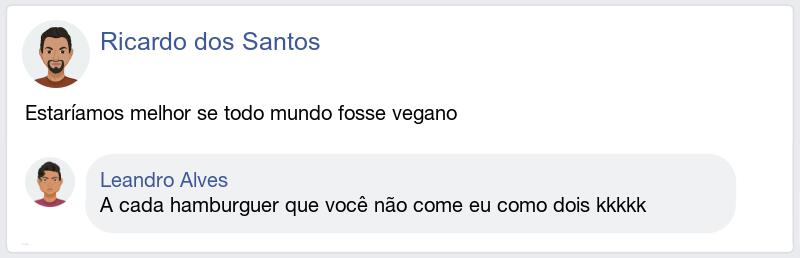 Ricardo dos Santos
Estaríamos melhor se todo mundo fosse vegano
Leandro Alves
A cada hamburguer que você não come eu como dois kkkkk